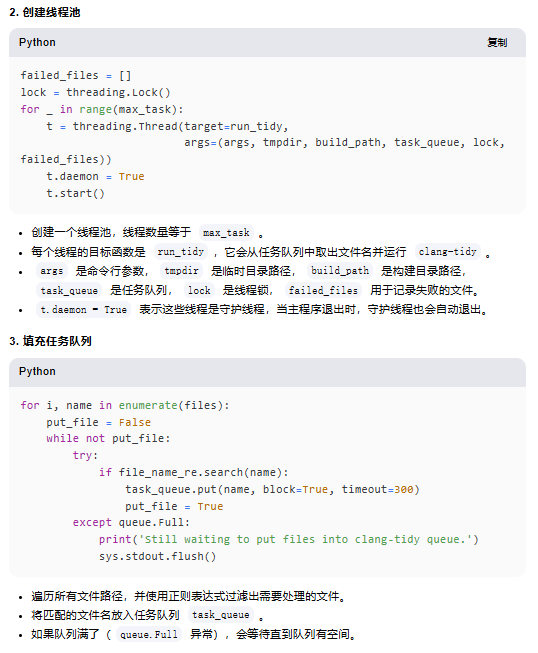 2. 创建线程池
Python
复制
failed_files = []
lock = threading.Lock()
for _ in range(max_task):
    t = threading.Thread(target=run_tidy,
                         args=(args, tmpdir, build_path, task_queue, lock,
failed_files))
    t.daemon = True
    t.start()
• 创建一个线程池，线程数量等于 max_task 。
• 每个线程的目标函数是 run_tidy ，它会从任务队列中取出文件名并运行 clang-tidy 。
• args 是命令行参数， tmpdir 是临时目录路径， build_path 是构建目录路径，
task_queue 是任务队列， lock 是线程锁， failed_files 用于记录失败的文件。
• t.daemon = True 表示这些线程是守护线程，当主程序退出时，守护线程也会自动退出。
3. 填充任务队列
Python
for i, name in enumerate(files):
    put_file = False
    while not put_file:
        try:
            if file_name_re.search(name):
                task_queue.put(name, block=True, timeout=300)
                put_file = True
        except queue.Full:
            print('Still waiting to put files into clang-tidy queue.')
            sys.stdout.flush()
• 遍历所有文件路径，并使用正则表达式过滤出需要处理的文件。
• 将匹配的文件名放入任务队列 task_queue 。
• 如果队列满了（ queue.Full 异常），会等待直到队列有空间。